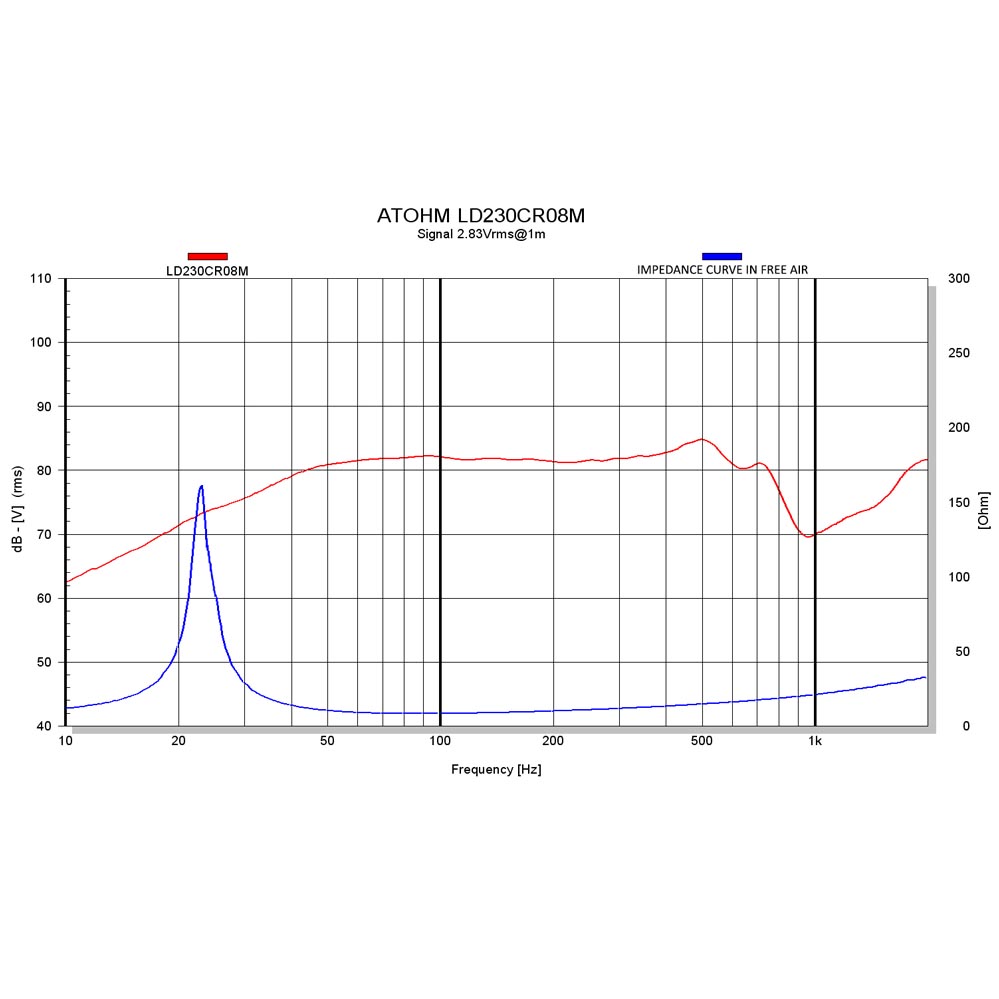 ATOHM LD230CR08M
Signal 2.83Vrms@1m
LD230CR08M
IMPEDANCE CURVE IN FREE AIR
110
100
90
80
70
60
50
40
dB - [V] (rms)
300
250
200
150
100
50
0
[Ohm]
10 20 50 100 200 500 1k
Frequency [Hz]